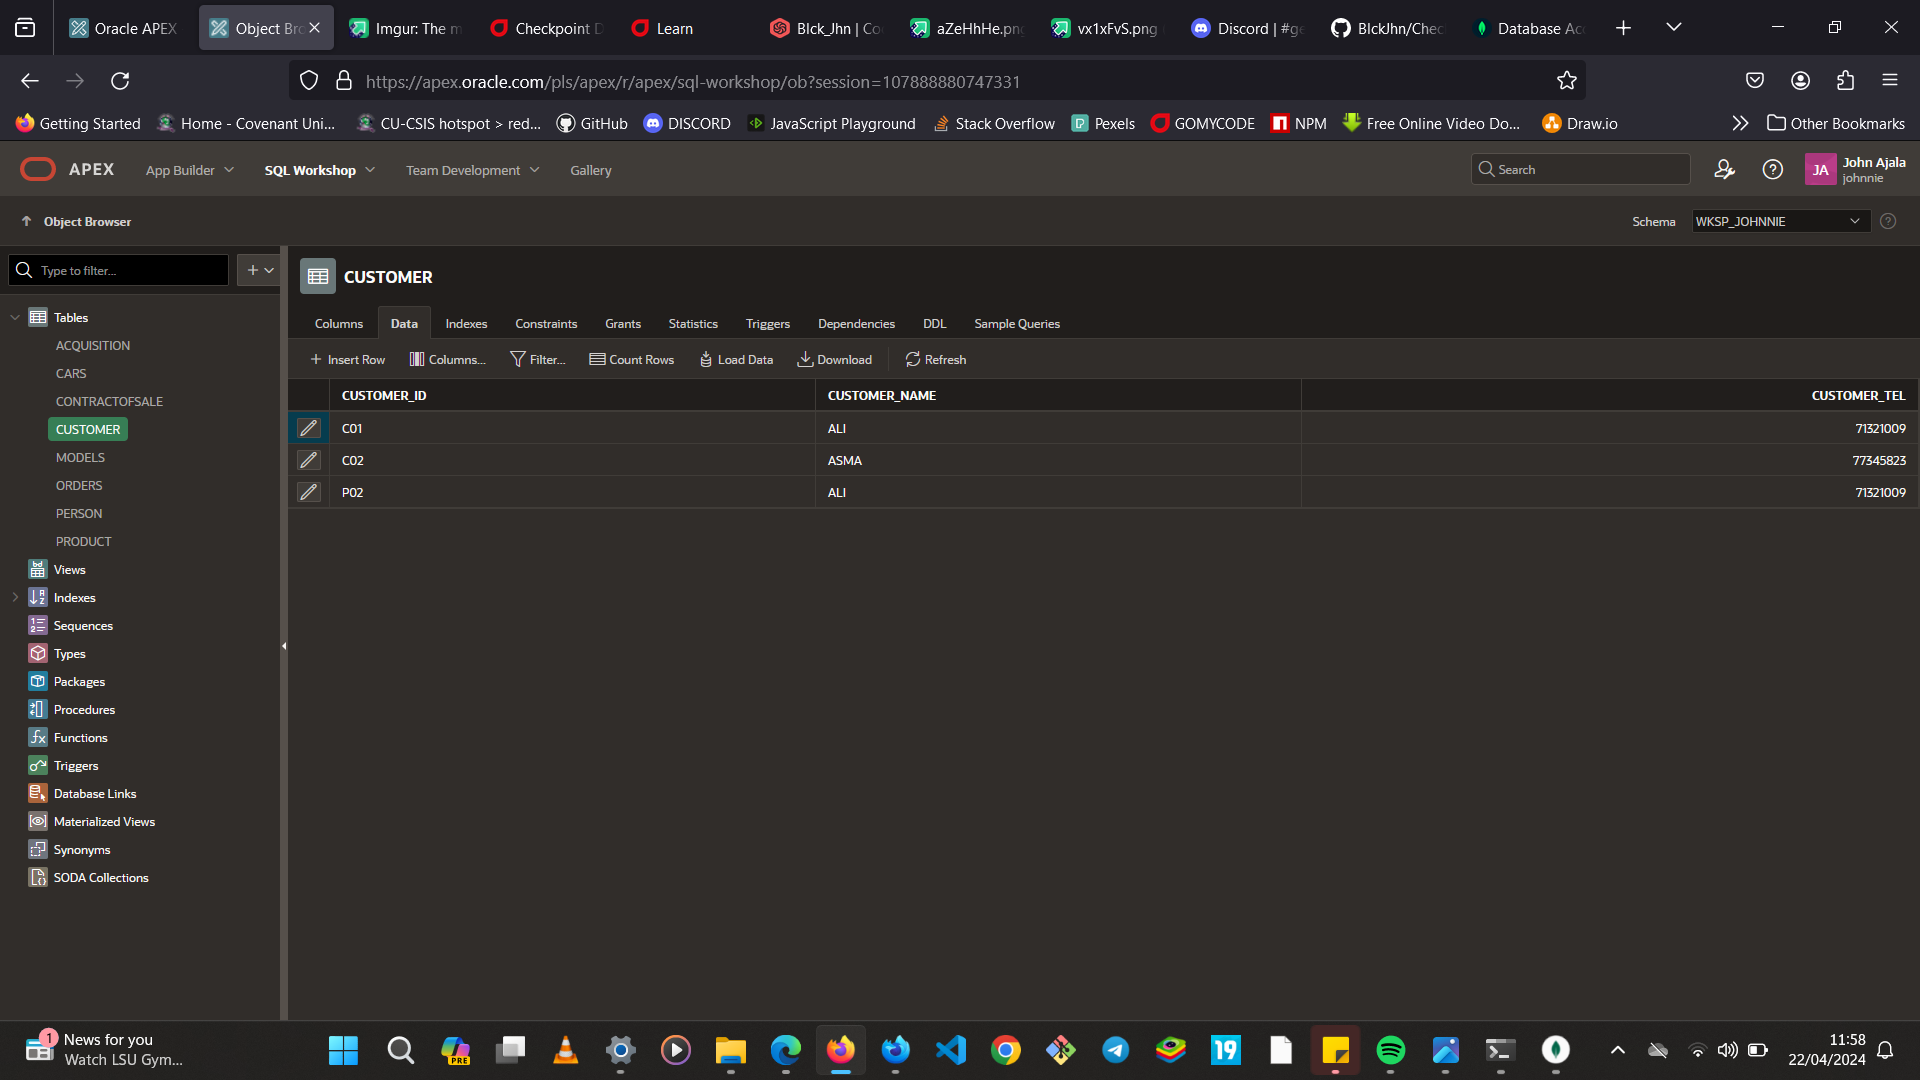 Oracle APEX
Object Bro
Imgur: The m
Checkpoint D
Learn
Blck_Jhn | Co
aZeHhHe.png
vx1xFvS.png
Discord | #ge
BlckJhn/Chec
Database Acc
https://apex.oracle.com/pls/apex/r/apex/sql-workshop/ob?session=107888880747331
Getting Started
Home - Covenant Uni...
CU-CSIS hotspot > red...
GitHub
DISCORD
JavaScript Playground
Stack Overflow
Pexels
GOMYCODE
NPM
Free Online Video Do...
Draw.io
Other Bookmarks
APEX
App Builder
SQL Workshop
Team Development
Gallery
Search
JA
John Ajala
johnnie
Object Browser
Schema
WKSP_JOHNNIE
Type to filter...
CUSTOMER
Columns
Data
Indexes
Constraints
Grants
Statistics
Triggers
Dependencies
DDL
Sample Queries
Insert Row
Columns...
Filter...
Count Rows
Load Data
Download
Refresh
CUSTOMER_ID CUSTOMER_NAME CUSTOMER_TEL
C01 ALI 71321009
C02 ASMA 77345823
P02 ALI 71321009
Tables
ACQUISITION
CARS
CONTRACTOFSALE
CUSTOMER
MODELS
ORDERS
PERSON
PRODUCT
Views
Indexes
Sequences
Types
Packages
Procedures
Functions
Triggers
Database Links
Materialized Views
Synonyms
SODA Collections
1
News for you
Watch LSU Gym...
PRE
19
11:58
22/04/2024